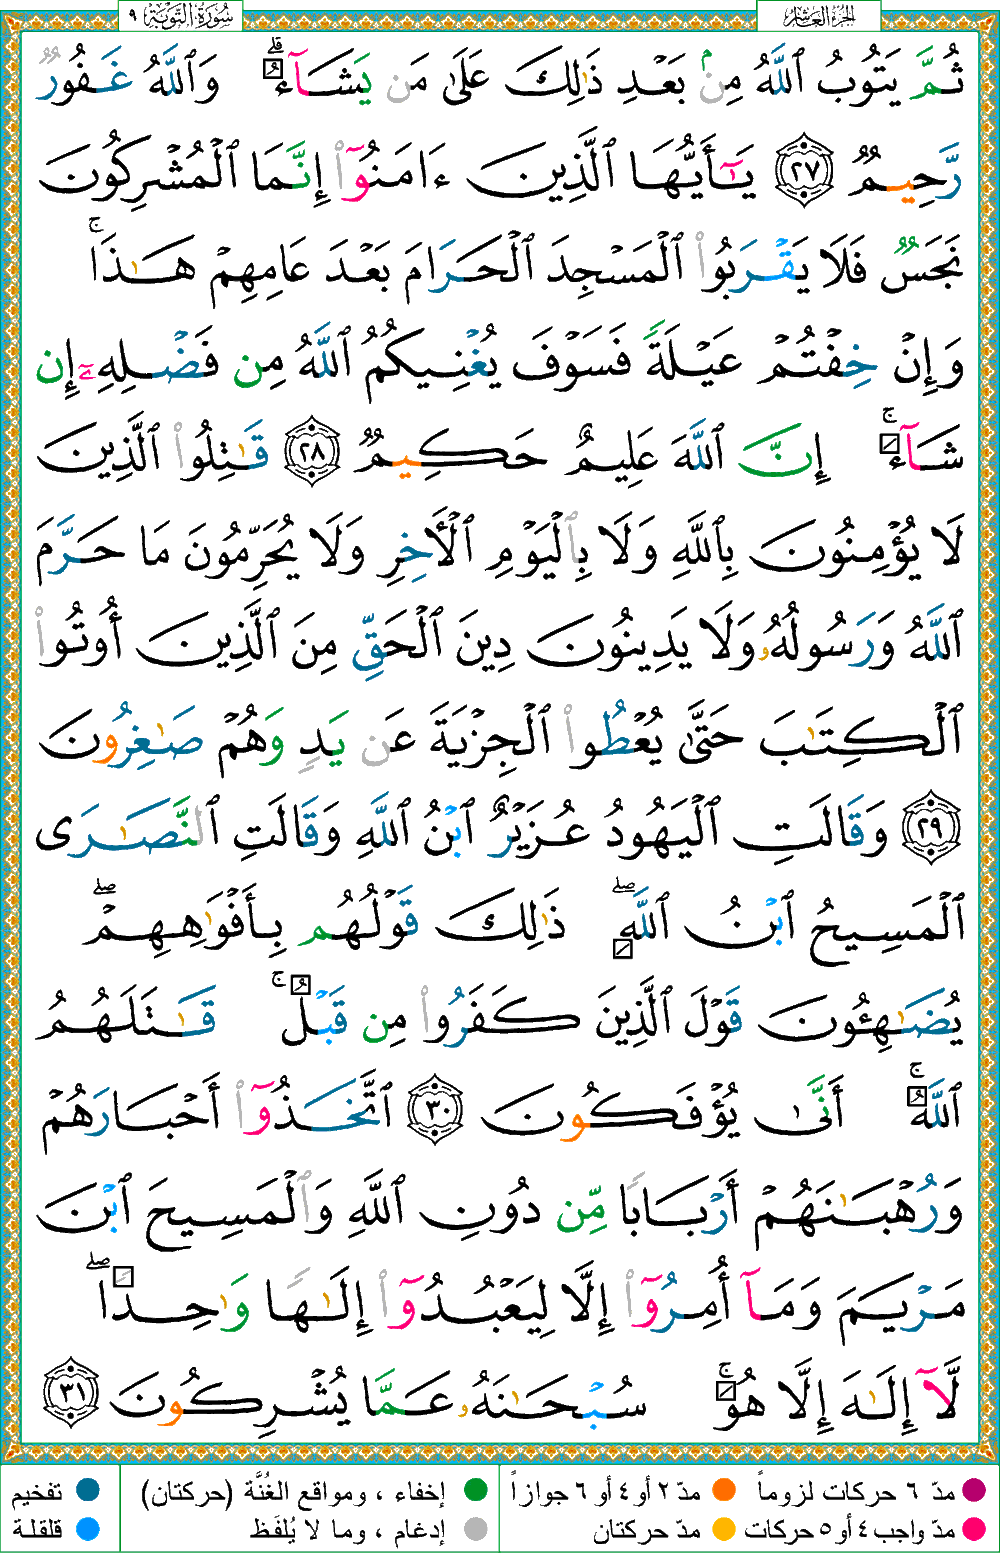 سُورَةُ التَّوْبَةِ ٩ الجُزءُ العَاشِر
ثُمَّ يَتُوبُ ٱللَّهُ مِنۢ بَعْدِ ذَٰلِكَ عَلَىٰ مَن يَشَآءُ ۗ وَٱللَّهُ غَفُورٌ
رَّحِيمٌ ٢٧ يَـٰٓأَيُّهَا ٱلَّذِينَ ءَامَنُوٓا۟ إِنَّمَا ٱلْمُشْرِكُونَ
نَجَسٌ فَلَا يَقْرَبُوا۟ ٱلْمَسْجِدَ ٱلْحَرَامَ بَعْدَ عَامِهِمْ هَـٰذَا ۚ
وَإِنْ خِفْتُمْ عَيْلَةً فَسَوْفَ يُغْنِيكُمُ ٱللَّهُ مِن فَضْلِهِۦٓ إِن
شَآءَ ۚ إِنَّ ٱللَّهَ عَلِيمٌ حَكِيمٌ ٢٨ قَـٰتِلُوا۟ ٱلَّذِينَ
لَا يُؤْمِنُونَ بِٱللَّهِ وَلَا بِٱلْيَوْمِ ٱلْـَٔاخِرِ وَلَا يُحَرِّمُونَ مَا حَرَّمَ
ٱللَّهُ وَرَسُولُهُۥ وَلَا يَدِينُونَ دِينَ ٱلْحَقِّ مِنَ ٱلَّذِينَ أُوتُوا۟
ٱلْكِتَـٰبَ حَتَّىٰ يُعْطُوا۟ ٱلْجِزْيَةَ عَن يَدٍ وَهُمْ صَـٰغِرُونَ
٢٩ وَقَالَتِ ٱلْيَهُودُ عُزَيْرٌ ٱبْنُ ٱللَّهِ وَقَالَتِ ٱلنَّصَـٰرَى
ٱلْمَسِيحُ ٱبْنُ ٱللَّهِ ۖ ذَٰلِكَ قَوْلُهُم بِأَفْوَٰهِهِمْ ۖ
يُضَـٰهِـُٔونَ قَوْلَ ٱلَّذِينَ كَفَرُوا۟ مِن قَبْلُ ۚ قَـٰتَلَهُمُ
ٱللَّهُ ۚ أَنَّىٰ يُؤْفَكُونَ ٣٠ ٱتَّخَذُوٓا۟ أَحْبَارَهُمْ
وَرُهْبَـٰنَهُمْ أَرْبَابًا مِّن دُونِ ٱللَّهِ وَٱلْمَسِيحَ ٱبْنَ
مَرْيَمَ وَمَآ أُمِرُوٓا۟ إِلَّا لِيَعْبُدُوٓا۟ إِلَـٰهًا وَٰحِدًا ۖ
لَّآ إِلَـٰهَ إِلَّا هُوَ ۚ سُبْحَـٰنَهُۥ عَمَّا يُشْرِكُونَ ٣١
مدّ ٦ حركات لزوماً مدّ ٢ أو ٤ أو ٦ جوازاً إخفاء ، ومواقع الغُنَّة (حركتان) تفخيم
مدّ واجب ٤ أو ٥ حركات مدّ حركتان إدغام ، وما لا يُلفَظ قلقلة